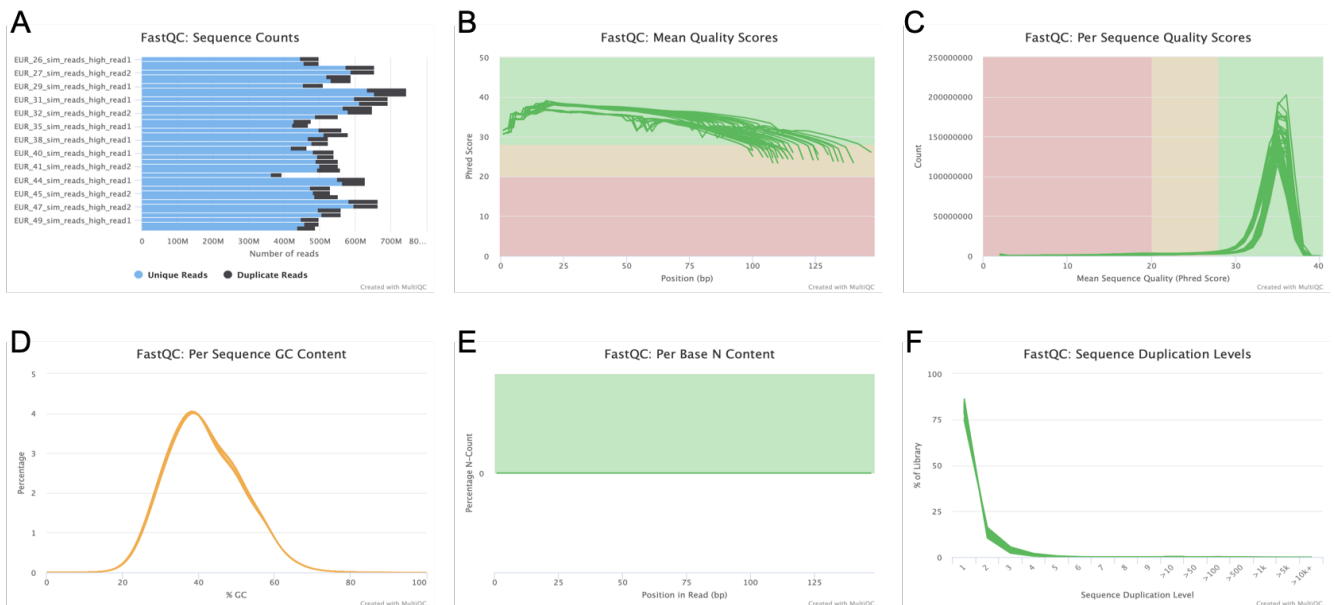 A
FastQC: Sequence Counts
EUR_26_sim_reads_high_read1
EUR_27_sim_reads_high_read2
EUR_29_sim_reads_high_read1
EUR_31_sim_reads_high_read1
EUR_32_sim_reads_high_read2
EUR_35_sim_reads_high_read1
EUR_38_sim_reads_high_read1
EUR_40_sim_reads_high_read1
EUR_41_sim_reads_high_read2
EUR_44_sim_reads_high_read1
EUR_45_sim_reads_high_read2
EUR_47_sim_reads_high_read2
EUR_49_sim_reads_high_read1
0 100M 200M 300M 400M 500M 600M 700M 80...
Number of reads
Unique Reads Duplicate Reads
Created with MultiQC
B
FastQC: Mean Quality Scores
Phred Score
50
40
30
20
10
0
0 25 50 75 100 125
Position (bp)
Created with MultiQC
C
FastQC: Per Sequence Quality Scores
Count
250000000
200000000
150000000
100000000
50000000
0
0 10 20 30 40
Mean Sequence Quality (Phred Score)
Created with MultiQC
D
FastQC: Per Sequence GC Content
Percentage
5
4
3
2
1
0
0 20 40 60 80 100
% GC
Created with MultiQC
E
FastQC: Per Base N Content
Percentage N-Count
0
0 25 50 75 100 125
Position in Read (bp)
Created with MultiQC
F
FastQC: Sequence Duplication Levels
% of Library
100
75
50
25
0
1 2 3 4 5 6 7 8 9 >10 >50 >100 >500 >1k >5k >10k+
Sequence Duplication Level
Created with MultiQC